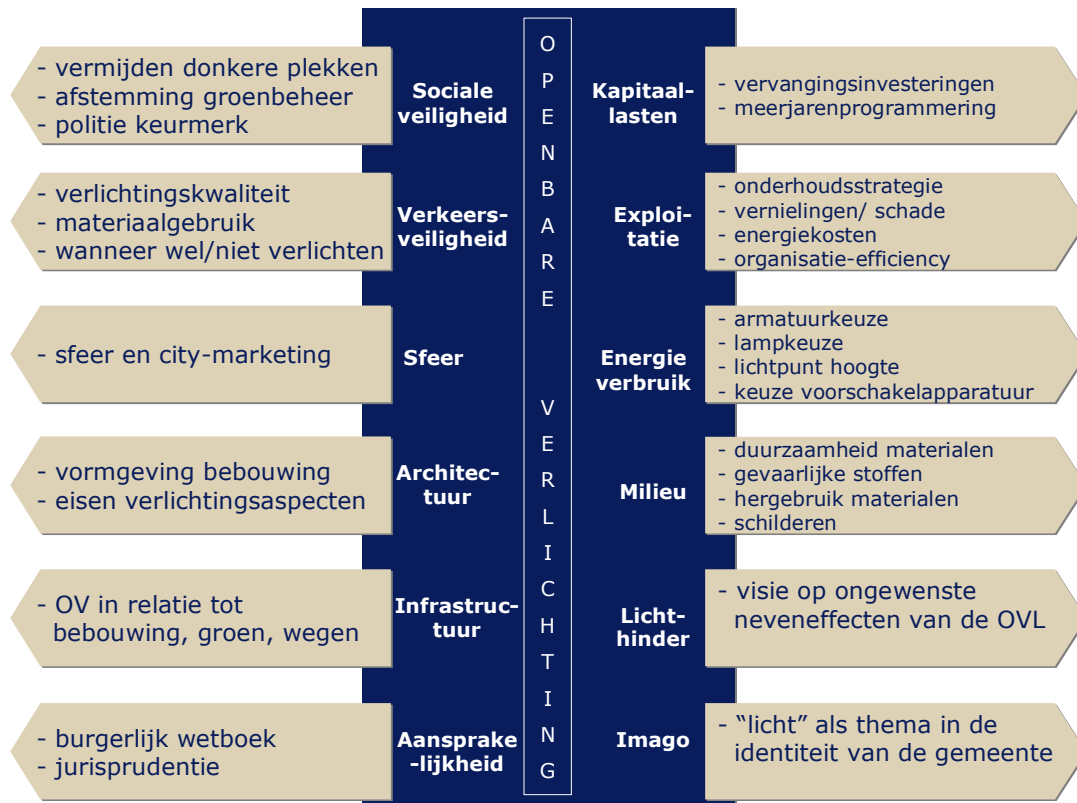 OPENBARE VERLICHTING
- vermijden donkere plekken
- afstemming groenbeheer
- politie keurmerk
Sociale
veiligheid
- verlichtingskwaliteit
- materiaalgebruik
- wanneer wel/niet verlichten
Verkeers-
veiligheid
- sfeer en city-marketing
Sfeer
- vormgeving bebouwing
- eisen verlichtingsaspecten
Architec-
tuur
- OV in relatie tot
bebouwing, groen, wegen
Infrastruc-
tuur
- burgerlijk wetboek
- jurisprudentie
Aansprake
-lijkheid
Kapitaal-
lasten
- vervangingsinvesteringen
- meerjarenprogrammering
Exploi-
tatie
- onderhoudsstrategie
- vernielingen/ schade
- energiekosten
- organisatie-efficiency
Energie
verbruik
- armatuurkeuze
- lampkeuze
- lichtpunt hoogte
- keuze voorschakelapparatuur
Milieu
- duurzaamheid materialen
- gevaarlijke stoffen
- hergebruik materialen
- schilderen
Licht-
hinder
- visie op ongewenste
neveneffecten van de OVL
Imago
- “licht” als thema in de
identiteit van de gemeente